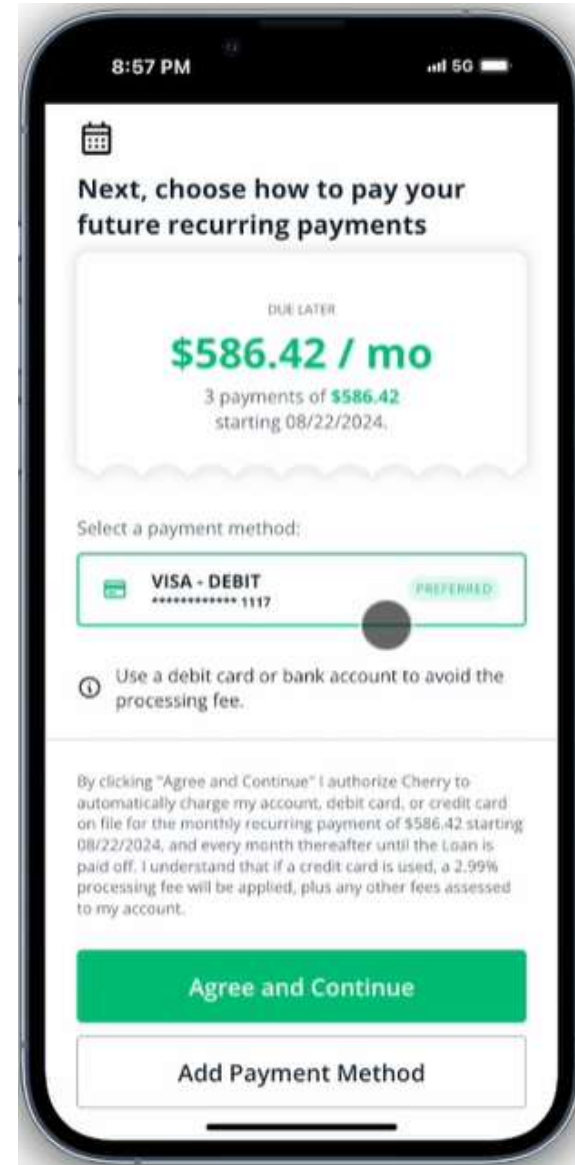 8:57 PM
5G
Next, choose how to pay your
future recurring payments
DUE LATER
$586.42 / mo
3 payments of $586.42
starting 08/22/2024.
Select a payment method:
VISA - DEBIT
PREFERRED
************ 1117
Use a debit card or bank account to avoid the
processing fee.
By clicking "Agree and Continue" I authorize Cherry to
automatically charge my account, debit card, or credit card
on file for the monthly recurring payment of $586.42 starting
08/22/2024, and every month thereafter until the Loan is
paid off. I understand that if a credit card is used, a 2.99%
processing fee will be applied, plus any other fees assessed
to my account.
Agree and Continue
Add Payment Method